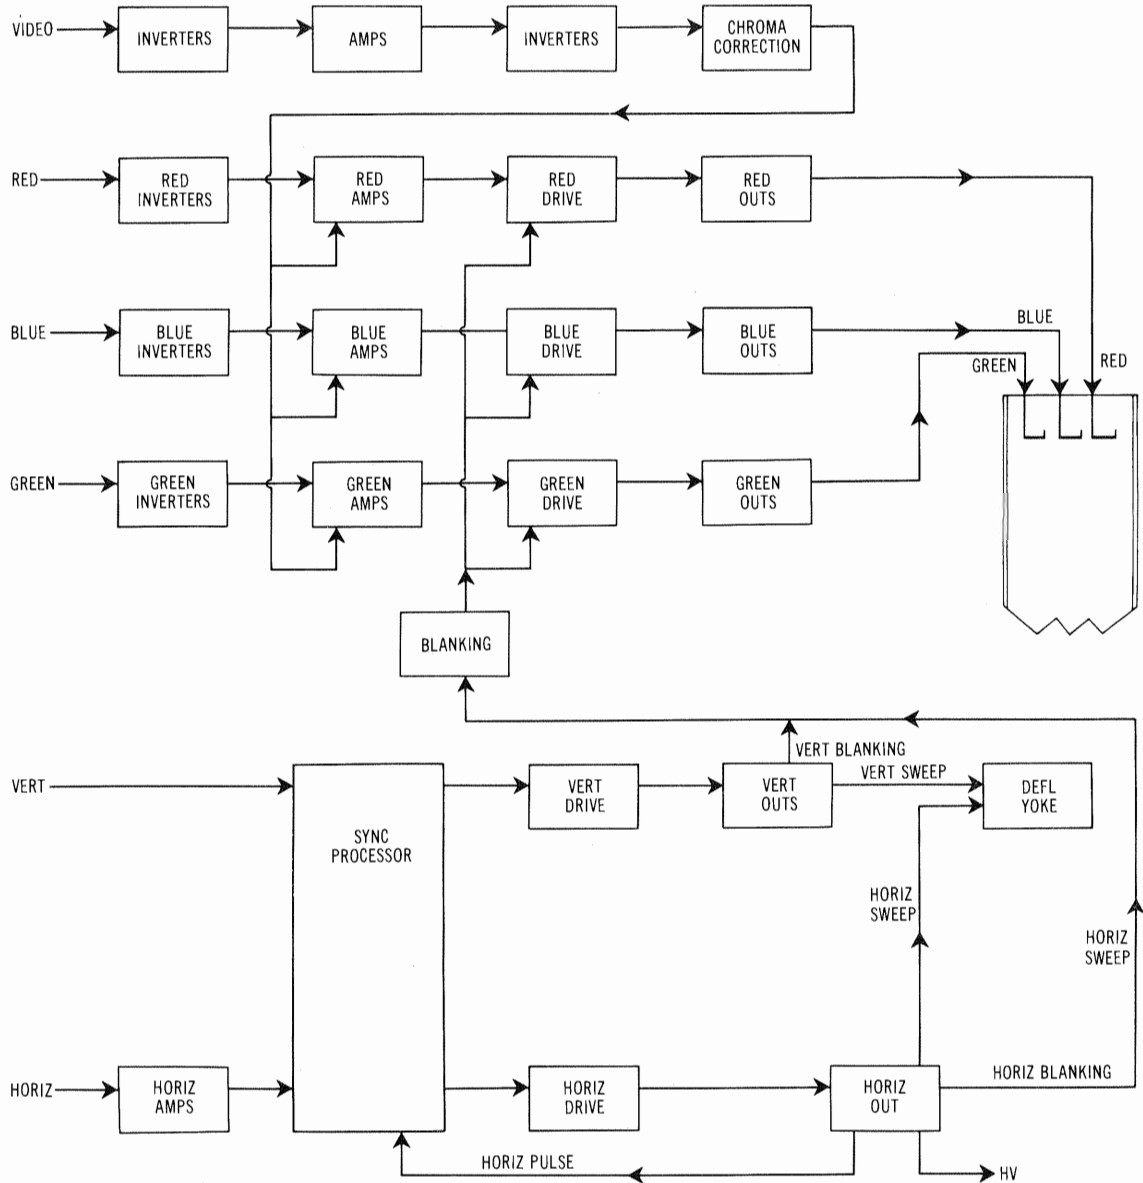 VIDEO
INVERTERS
AMPS
INVERTERS
CHROMA
CORRECTION
RED
RED
INVERTERS
RED
AMPS
RED
DRIVE
RED
OUTS
BLUE
BLUE
INVERTERS
BLUE
AMPS
BLUE
DRIVE
BLUE
OUTS
BLUE
GREEN
RED
GREEN
GREEN
INVERTERS
GREEN
AMPS
GREEN
DRIVE
GREEN
OUTS
BLANKING
VERT BLANKING
VERT
SYNC
PROCESSOR
VERT
DRIVE
VERT
OUTS
VERT SWEEP
DEFL
YOKE
HORIZ
SWEEP
HORIZ
SWEEP
HORIZ
HORIZ
AMPS
HORIZ
DRIVE
HORIZ
OUT
HORIZ BLANKING
HORIZ PULSE
HV